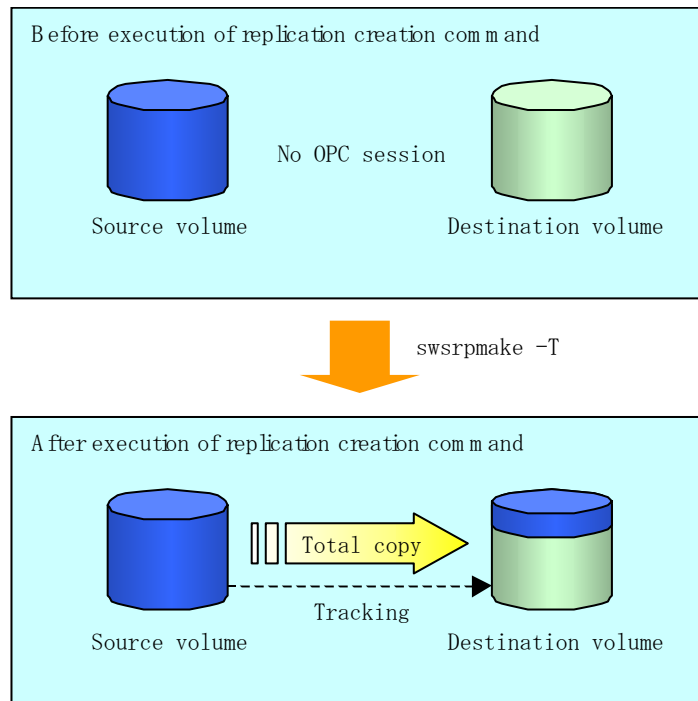 Before execution of replication creation command
No OPC session
Source volume
Destination volume
swsrpmake -T
After execution of replication creation command
Total copy
Tracking
Source volume
Destination volume